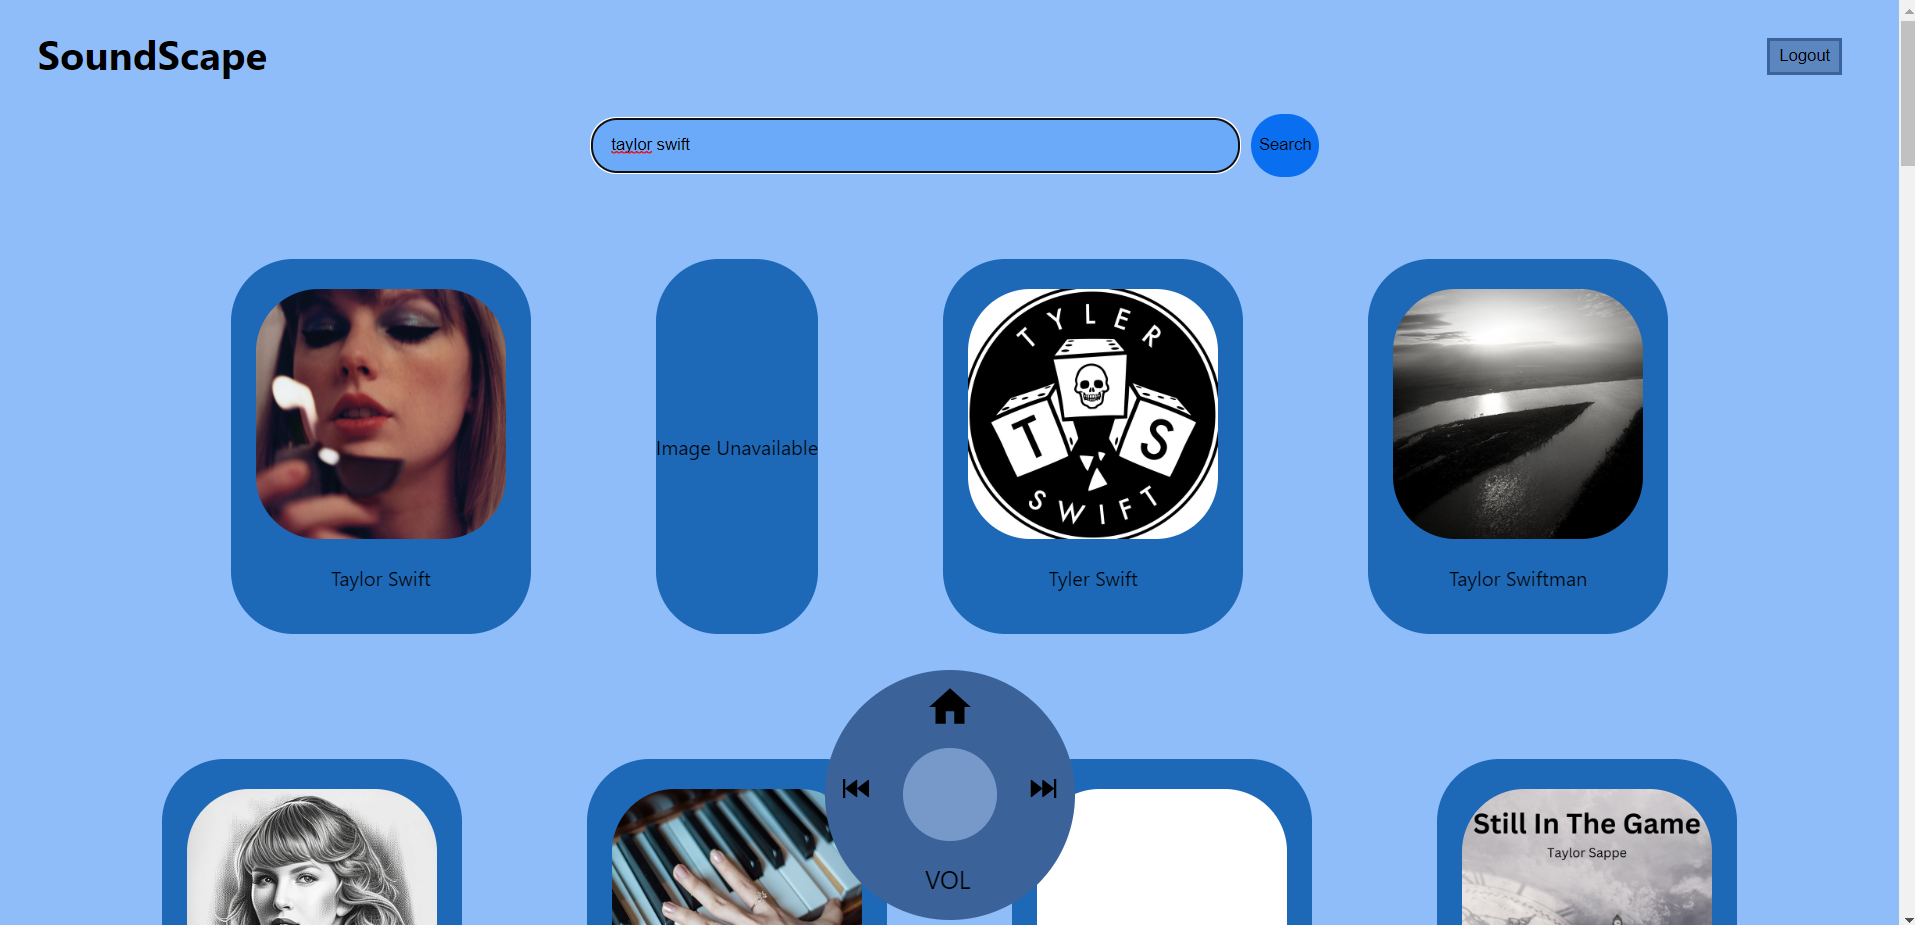 SoundScape
Logout
taylor swift
Search
TYLER
T S
SWIFT
Image Unavailable
Taylor Swift
Tyler Swift
Taylor Swiftman
Still In The Game
Taylor Sappe
VOL